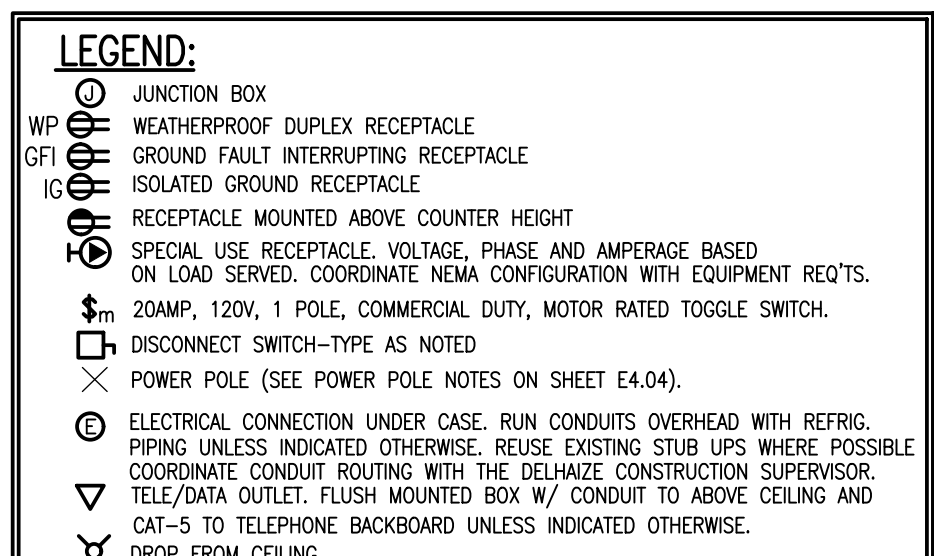 LEGEND:
J JUNCTION BOX
WP WEATHERPROOF DUPLEX RECEPTACLE
GFI GROUND FAULT INTERRUPTING RECEPTACLE
IG ISOLATED GROUND RECEPTACLE
RECEPTACLE MOUNTED ABOVE COUNTER HEIGHT
SPECIAL USE RECEPTACLE. VOLTAGE, PHASE AND AMPERAGE BASED
ON LOAD SERVED. COORDINATE NEMA CONFIGURATION WITH EQUIPMENT REQ'TS.
$m 20AMP, 120V, 1 POLE, COMMERCIAL DUTY, MOTOR RATED TOGGLE SWITCH.
DISCONNECT SWITCH-TYPE AS NOTED
POWER POLE (SEE POWER POLE NOTES ON SHEET E4.04).
E ELECTRICAL CONNECTION UNDER CASE. RUN CONDUITS OVERHEAD WITH REFRIG.
PIPING UNLESS INDICATED OTHERWISE. REUSE EXISTING STUB UPS WHERE POSSIBLE
COORDINATE CONDUIT ROUTING WITH THE DELHAIZE CONSTRUCTION SUPERVISOR.
TELE/DATA OUTLET. FLUSH MOUNTED BOX W/ CONDUIT TO ABOVE CEILING AND
CAT-5 TO TELEPHONE BACKBOARD UNLESS INDICATED OTHERWISE.
DROP FROM CEILING